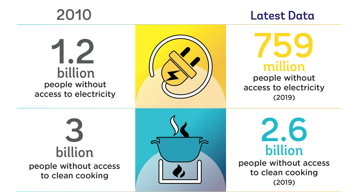 2010
Latest Data
1.2
billion
people without
access to electricity
759
million
people without
access to electricity
(2019)
3
billion
people without access
to clean cooking
2.6
billion
people without access
to clean cooking
(2019)